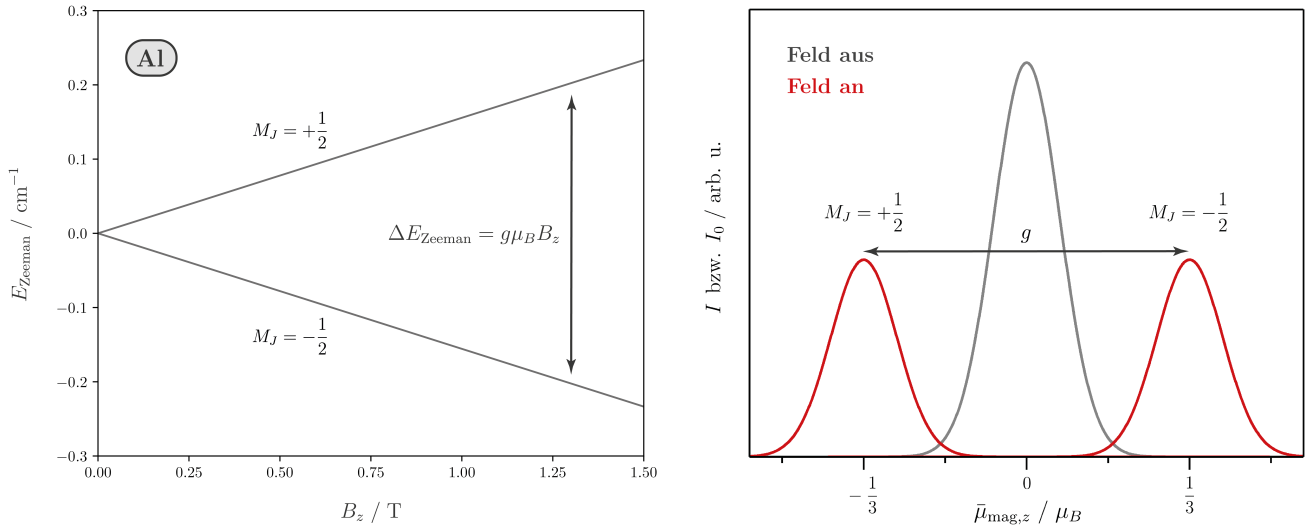 Al
0.3
0.2
0.1
0.0
−0.1
−0.2
−0.3
E_Zeeman / cm⁻¹
M_J = +1/2
M_J = −1/2
ΔE_Zeeman = gμ_B B_z
0.00
0.25
0.50
0.75
1.00
1.25
1.50
B_z / T
Feld aus
Feld an
I bzw. I₀ / arb. u.
M_J = +1/2
M_J = −1/2
g
−1/3
0
1/3
μ̄_mag,z / μ_B